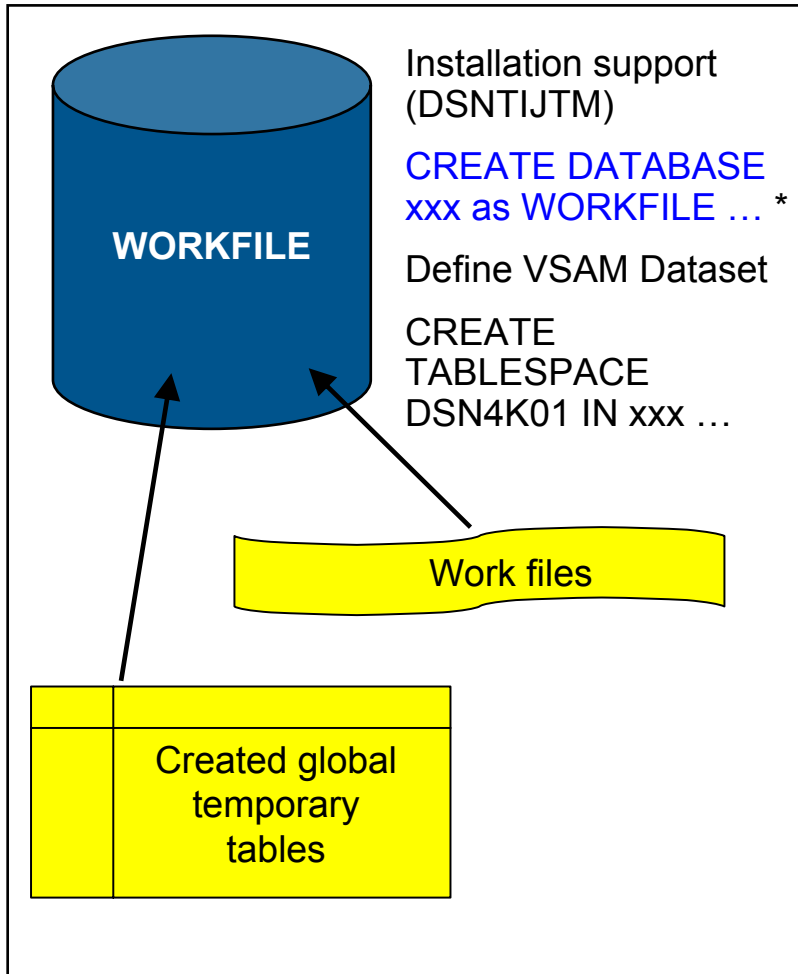 Installation support
(DSNTIJTM)
CREATE DATABASE
xxx as WORKFILE … *
WORKFILE
Define VSAM Dataset
CREATE
TABLESPACE
DSN4K01 IN xxx …
Work files
Created global
temporary
tables